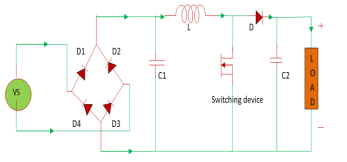 L
D
+
D1
D2
C1
C2
VS
LOAD
Switching device
D4
D3
−